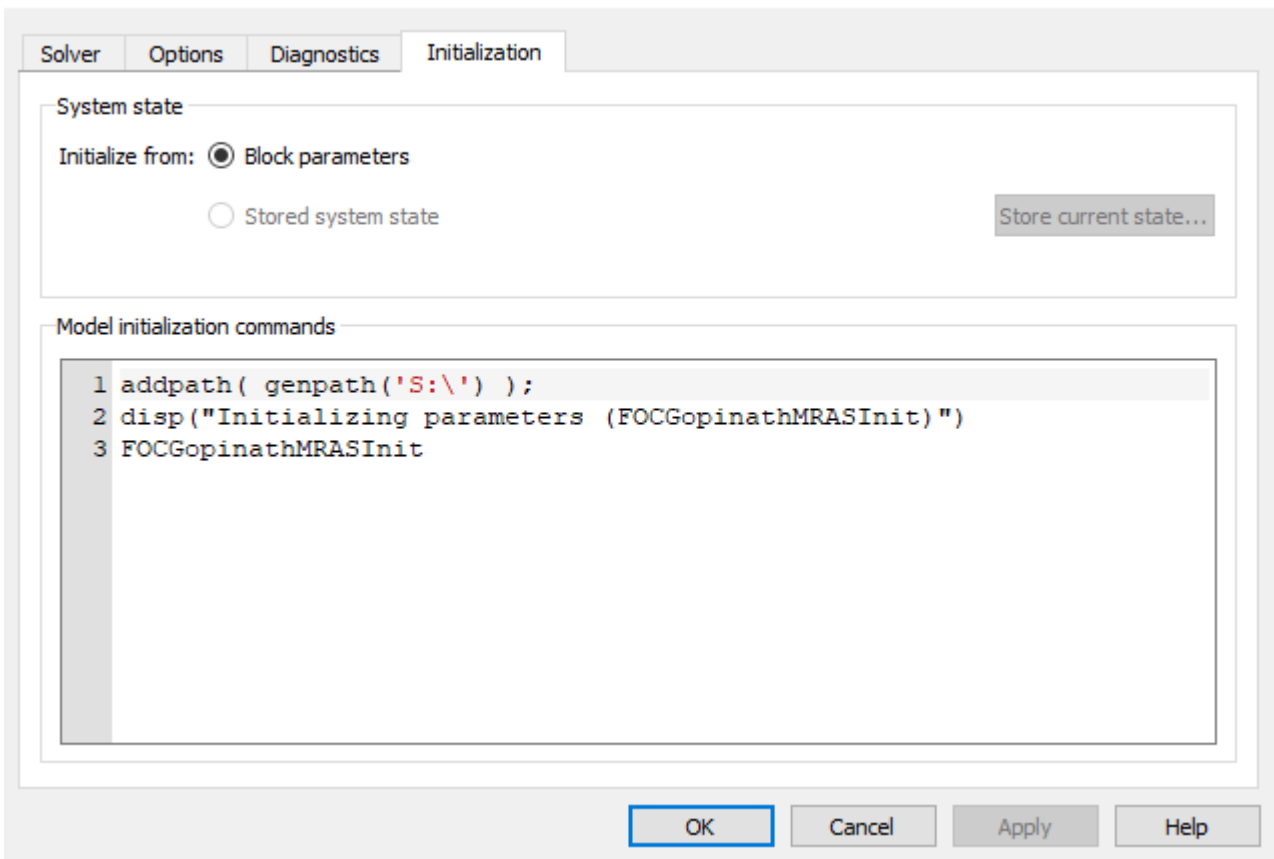 Solver Options Diagnostics Initialization
System state
Initialize from: Block parameters
Stored system state Store current state...
Model initialization commands
1 addpath( genpath('S:\') );
2 disp("Initializing parameters (FOCGopinathMRASInit)")
3 FOCGopinathMRASInit
OK Cancel Apply Help